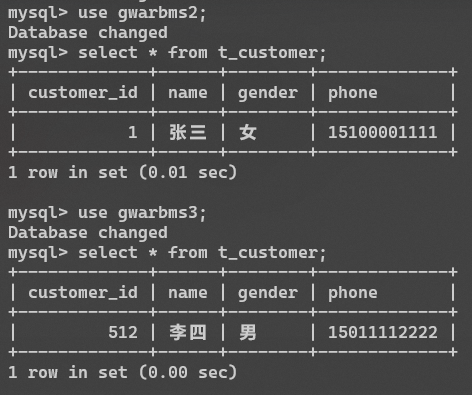 mysql> use gwarbms2;
Database changed
mysql> select * from t_customer;
+-------------+------+--------+-------------+
| customer_id | name | gender | phone       |
+-------------+------+--------+-------------+
|           1 | 张三 | 女     | 15100001111 |
+-------------+------+--------+-------------+
1 row in set (0.01 sec)

mysql> use gwarbms3;
Database changed
mysql> select * from t_customer;
+-------------+------+--------+-------------+
| customer_id | name | gender | phone       |
+-------------+------+--------+-------------+
|         512 | 李四 | 男     | 15011112222 |
+-------------+------+--------+-------------+
1 row in set (0.00 sec)